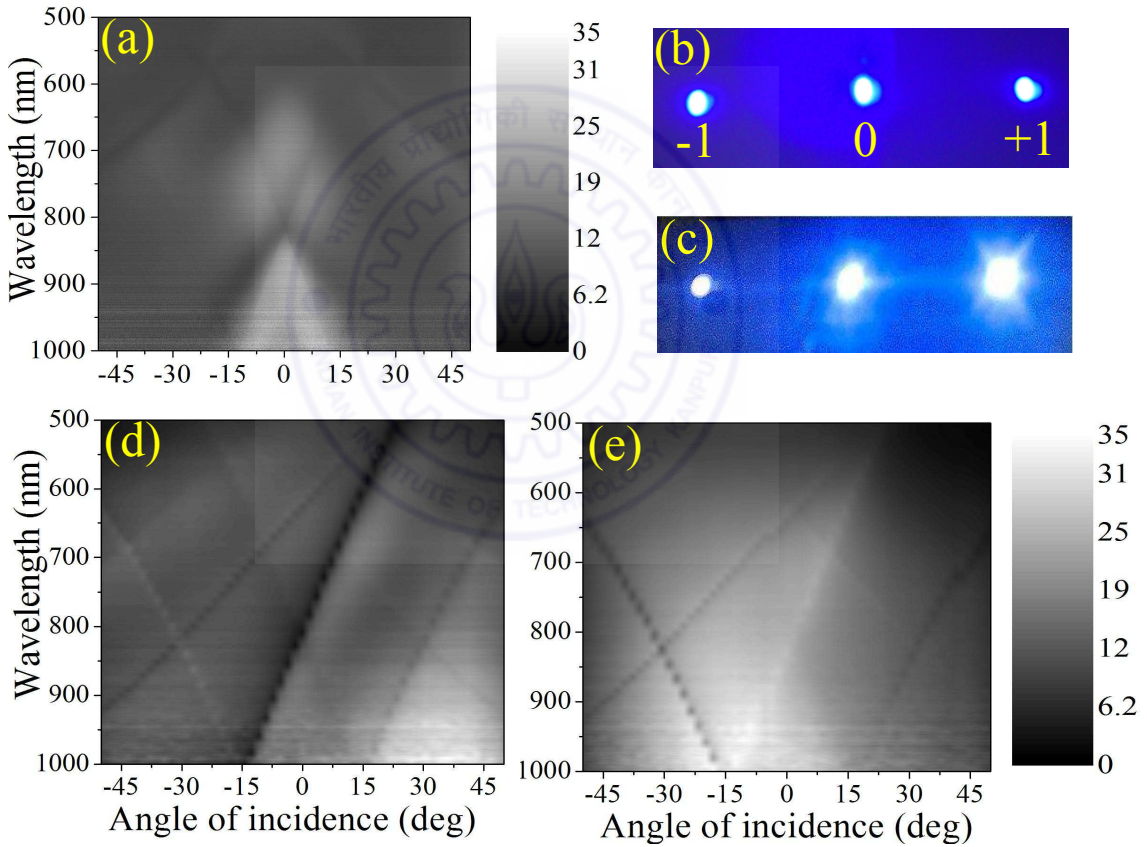 (a)
Wavelength (nm)
500
600
700
800
900
1000
-45 -30 -15 0 15 30 45
35
31
25
19
12
6.2
0
(b)
-1 0 +1
(c)
(d)
Wavelength (nm)
500
600
700
800
900
1000
-45 -30 -15 0 15 30 45
Angle of incidence (deg)
(e)
500
600
700
800
900
1000
-45 -30 -15 0 15 30 45
Angle of incidence (deg)
35
31
25
19
12
6.2
0
भारतीय प्रौद्योगिकी संस्थान कानपुर
INDIAN INSTITUTE OF TECHNOLOGY KANPUR